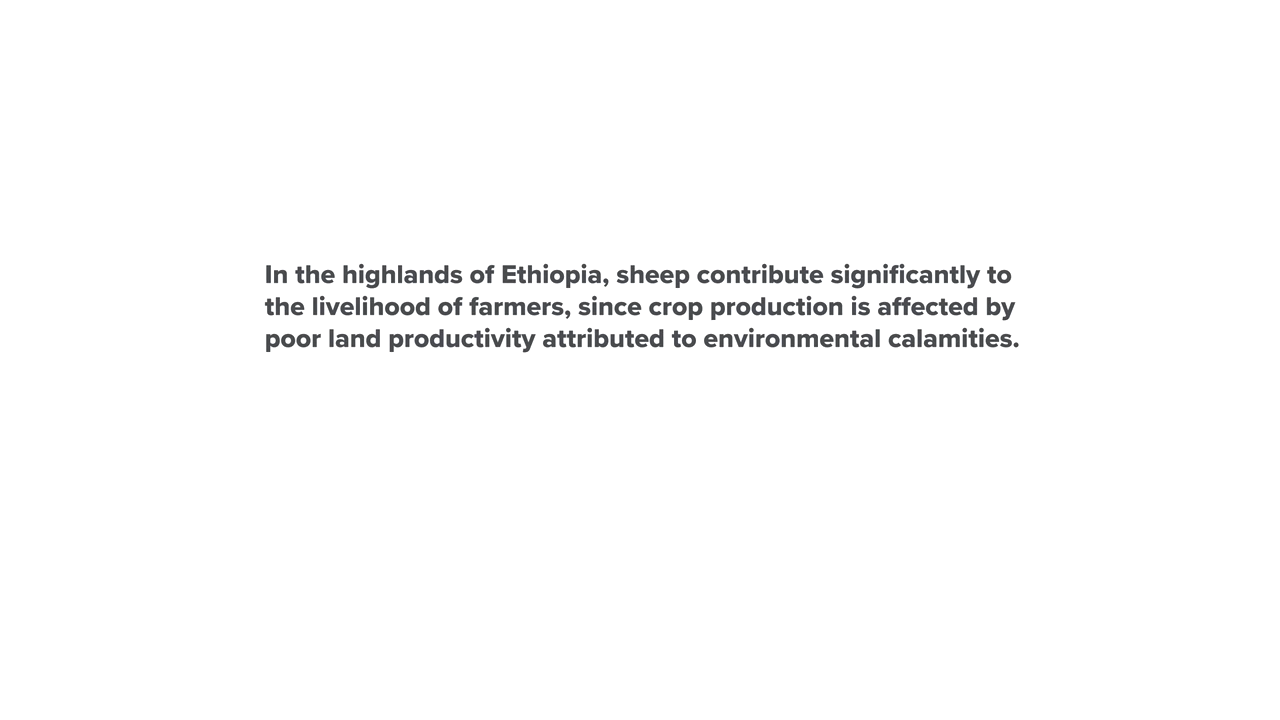 In the highlands of Ethiopia, sheep contribute significantly to
the livelihood of farmers, since crop production is affected by
poor land productivity attributed to environmental calamities.